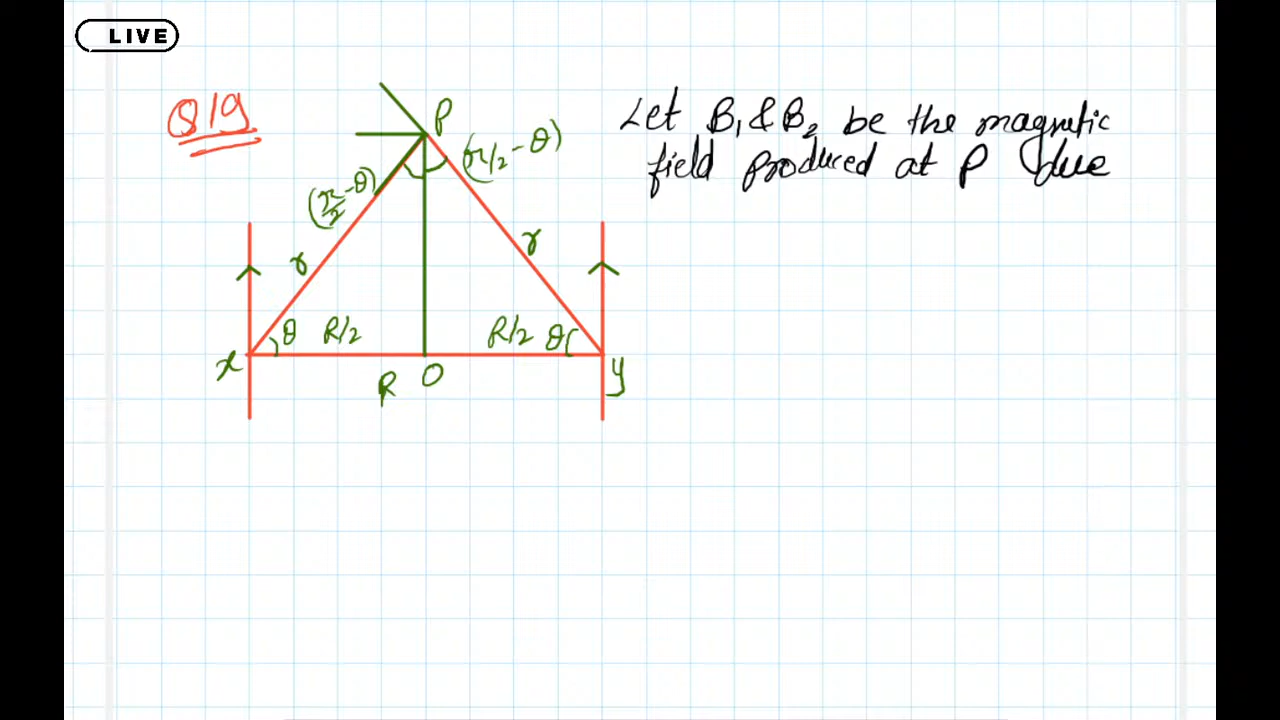 LIVE
Q19
P
Let B₁ & B₂ be the magnetic
field produced at P due
(π/2 - θ)
(π/2 - θ)
r
r
θ R/2
R/2 θ
x
R O
y